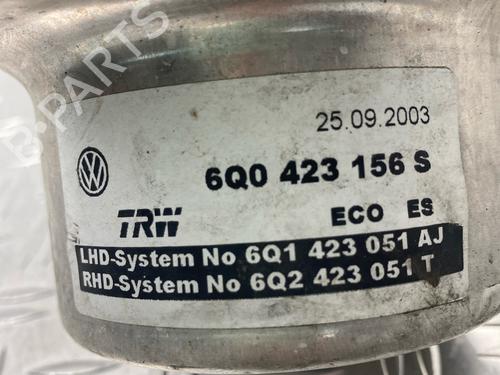 B-PARTS
25.09.2003
6Q0 423 156 S
TRW ECO ES
LHD-System No 6Q1 423 051 AJ
RHD-System No 6Q2 423 051 T